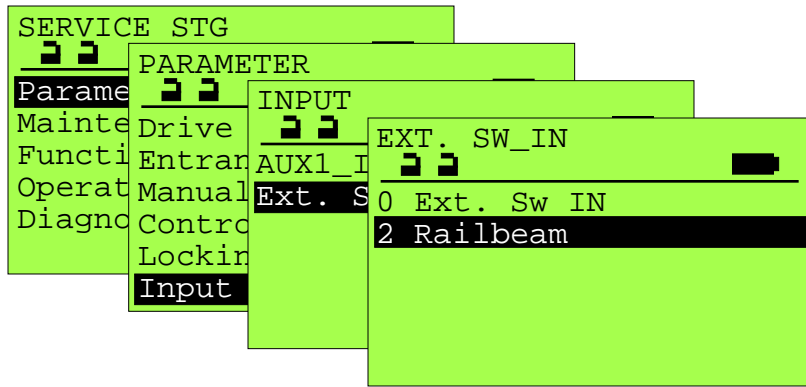 SERVICE STG
Parame
Mainte
Functi
Operat
Diagno
PARAMETER
Drive
Entran
Manual
Contro
Lockin
Input
INPUT
AUX1_I
Ext. S
EXT. SW_IN
0 Ext. Sw IN
2 Railbeam